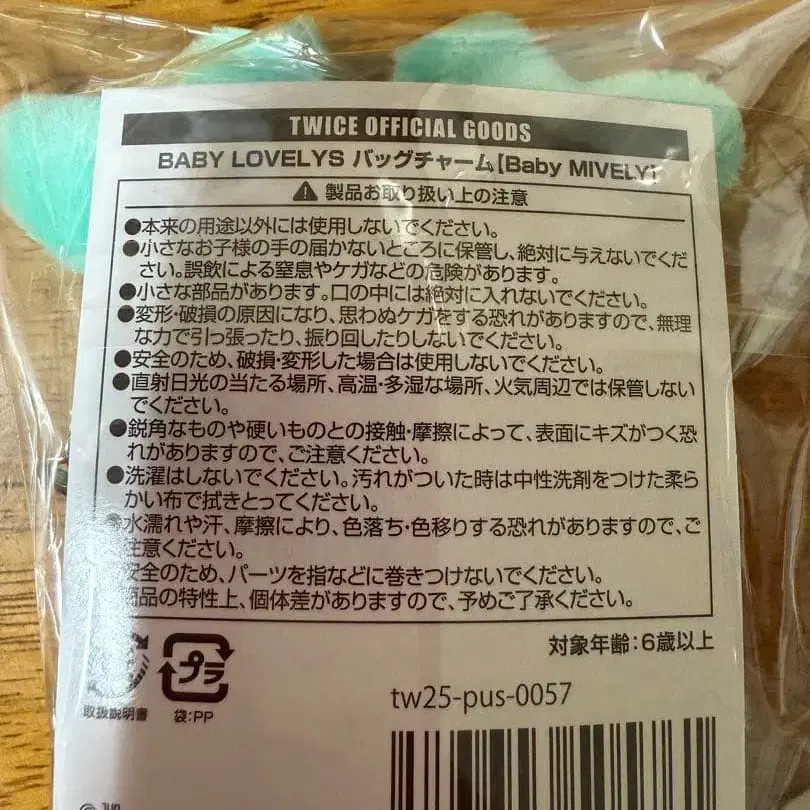 TWICE OFFICIAL GOODS
BABY LOVELYS バッグチャーム【Baby MIVELY】
製品お取り扱い上の注意
●本来の用途以外には使用しないでください。
●小さなお子様の手の届かないところに保管し、絶対に与えないでくだ
さい。誤飲による窒息やケガなどの危険があります。
●小さな部品があります。口の中には絶対に入れないでください。
●変形・破損の原因になり、思わぬケガをする恐れがありますので、無理
な力で引っ張ったり、振り回したりしないでください。
●安全のため、破損・変形した場合は使用しないでください。
●直射日光の当たる場所、高温・多湿な場所、火気周辺では保管しない
でください。
●鋭角なものや硬いものとの接触・摩擦によって、表面にキズがつく恐
れがありますので、ご注意ください。
●洗濯はしないでください。汚れがついた時は中性洗剤をつけた柔ら
かい布で拭きとってください。
●水濡れや汗、摩擦により、色落ち・色移りする恐れがありますので、ご
注意ください。
安全のため、パーツを指などに巻きつけないでください。
商品の特性上、個体差がありますので、予めご了承ください。
対象年齢:6歳以上
プラ
取扱説明書
袋:PP
tw25-pus-0057